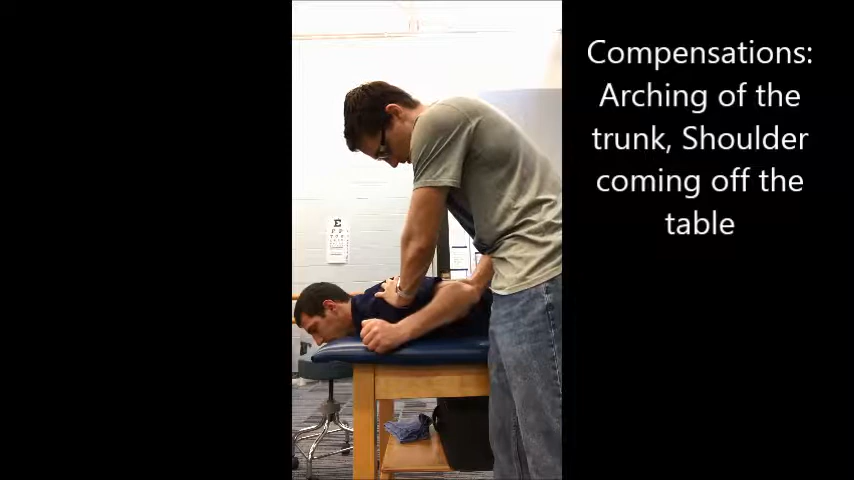 Compensations:
Arching of the
trunk, Shoulder
coming off the
table
E